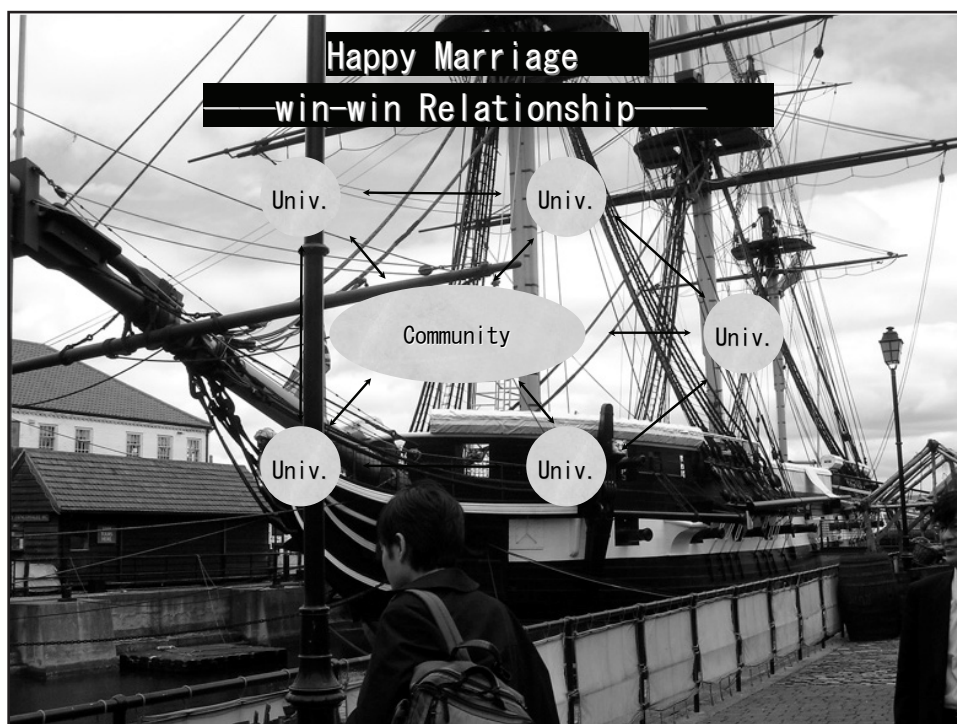 Happy Marriage
——win-win Relationship——
Univ.
Univ.
Community
Univ.
Univ.
Univ.